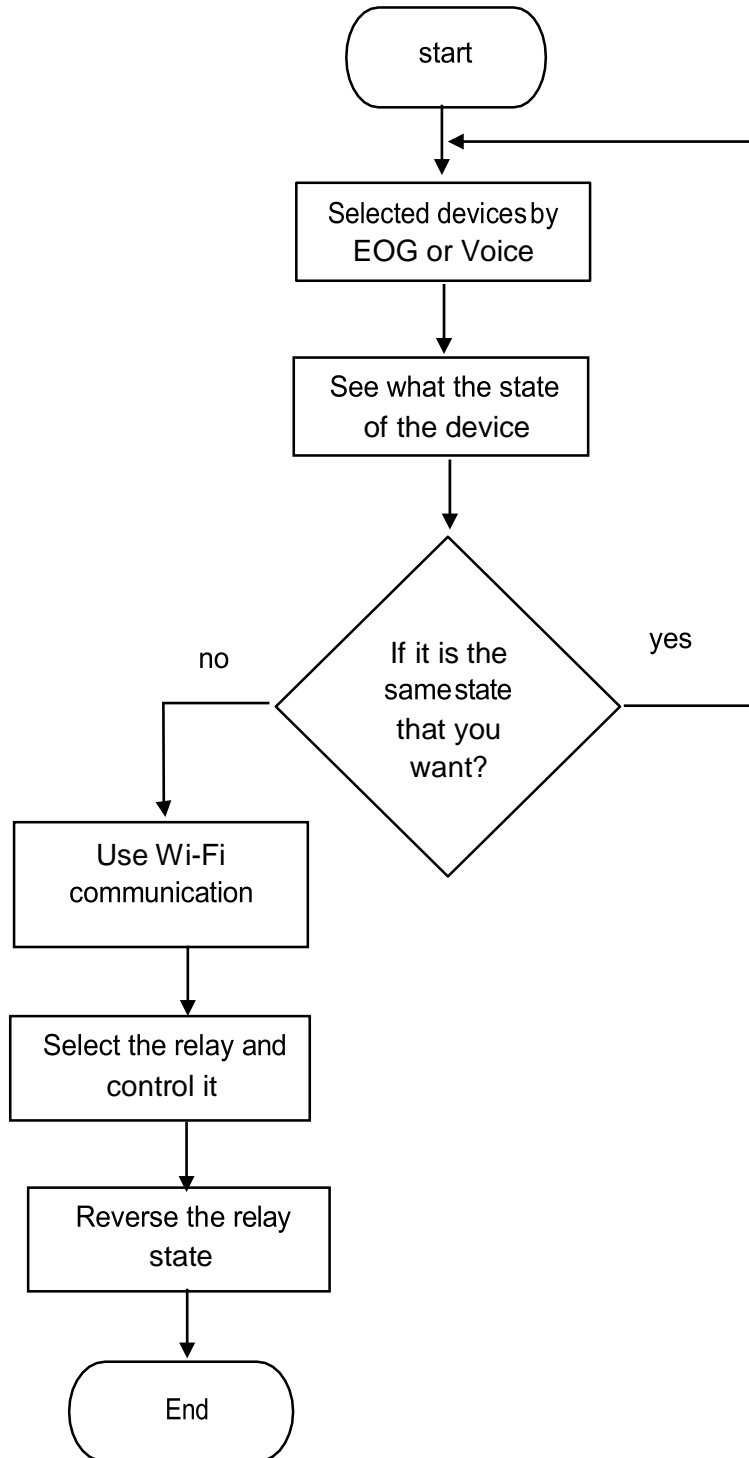 start
Selected devices by
EOG or Voice
See what the state
of the device
If it is the
same state
that you
want?
no
yes
Use Wi-Fi
communication
Select the relay and
control it
Reverse the relay
state
End